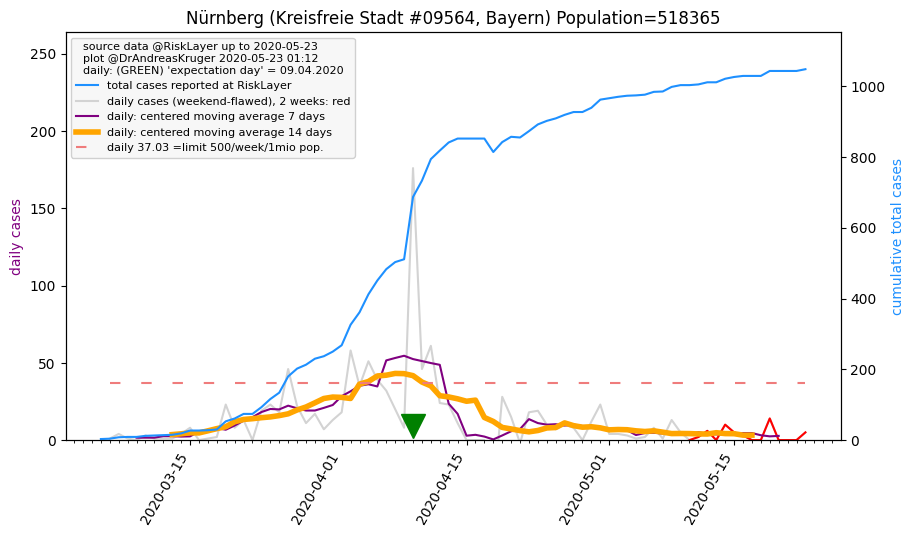 Nürnberg (Kreisfreie Stadt #09564, Bayern) Population=518365
source data @RiskLayer up to 2020-05-23
plot @DrAndreasKruger 2020-05-23 01:12
daily: (GREEN) 'expectation day' = 09.04.2020
total cases reported at RiskLayer
daily cases (weekend-flawed), 2 weeks: red
daily: centered moving average 7 days
daily: centered moving average 14 days
daily 37.03 =limit 500/week/1mio pop.
daily cases
250
200
150
100
50
0
cumulative total cases
1000
800
600
400
200
0
2020-03-15
2020-04-01
2020-04-15
2020-05-01
2020-05-15